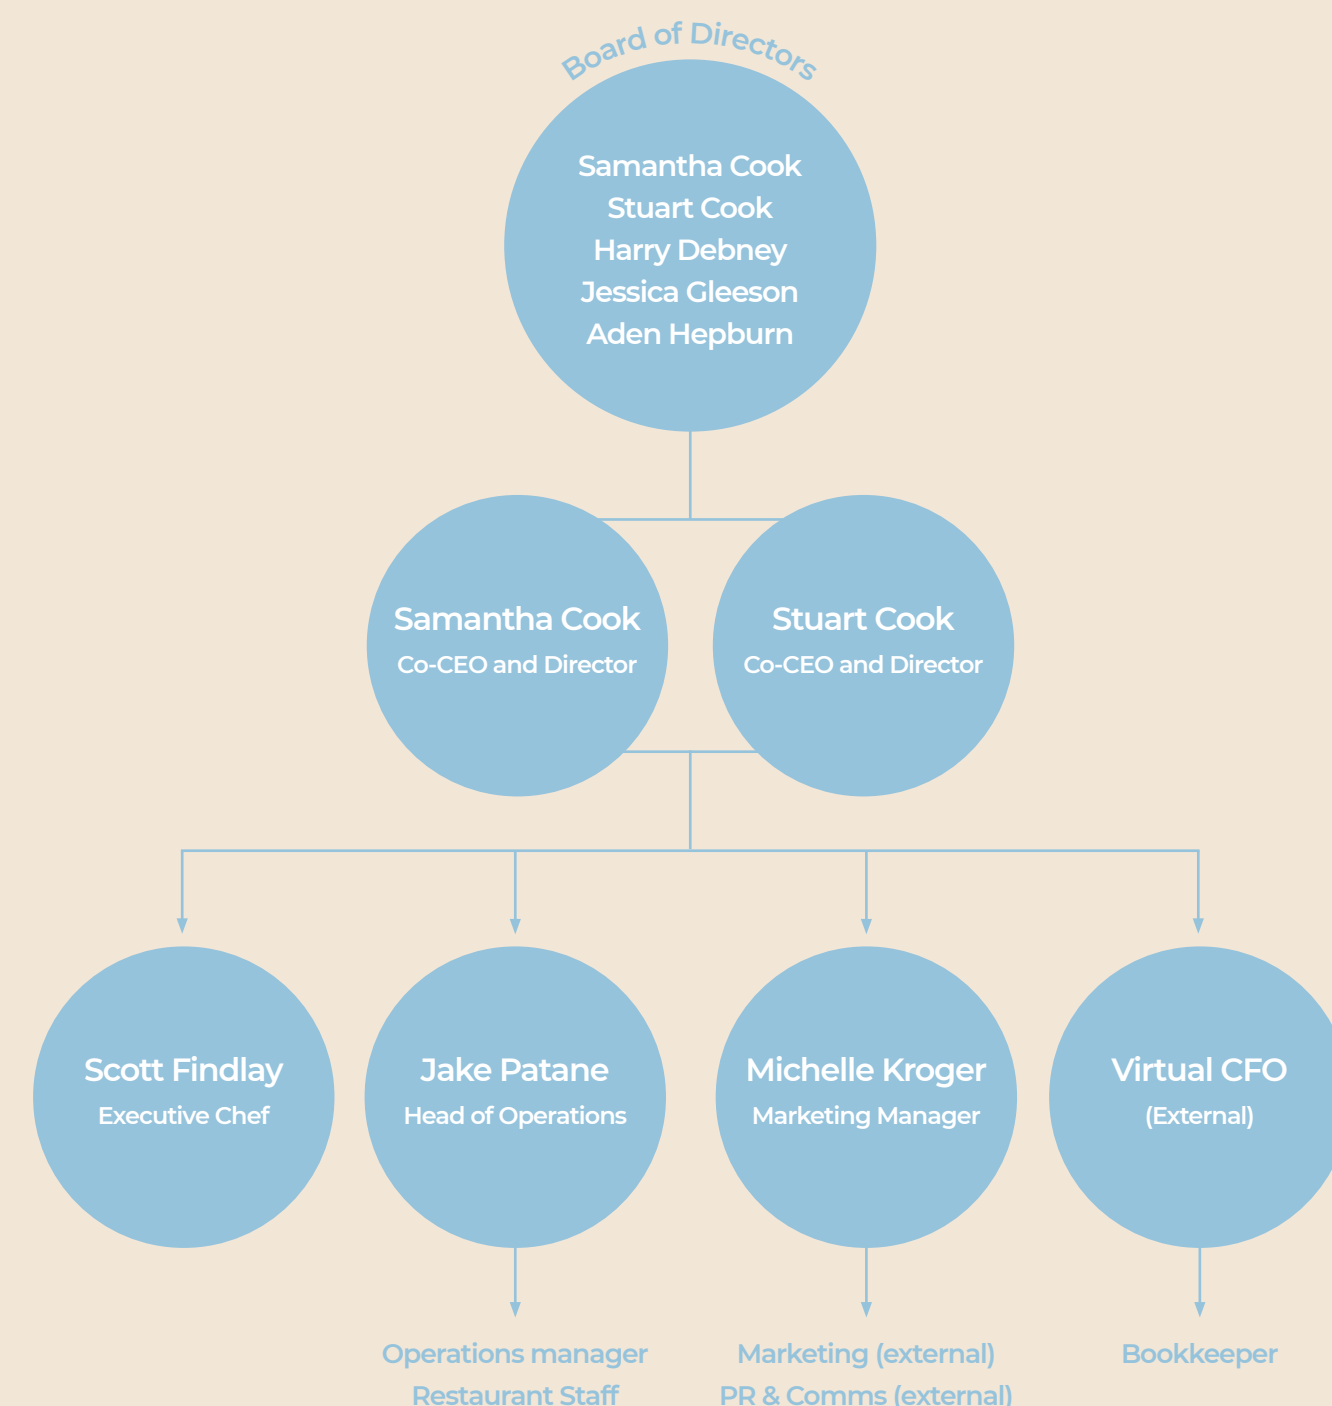 Board of Directors
Samantha Cook
Stuart Cook
Harry Debney
Jessica Gleeson
Aden Hepburn
Samantha Cook
Co-CEO and Director
Stuart Cook
Co-CEO and Director
Scott Findlay
Executive Chef
Jake Patane
Head of Operations
Michelle Kroger
Marketing Manager
Virtual CFO
(External)
Operations manager
Restaurant Staff
Marketing (external)
PR & Comms (external)
Bookkeeper